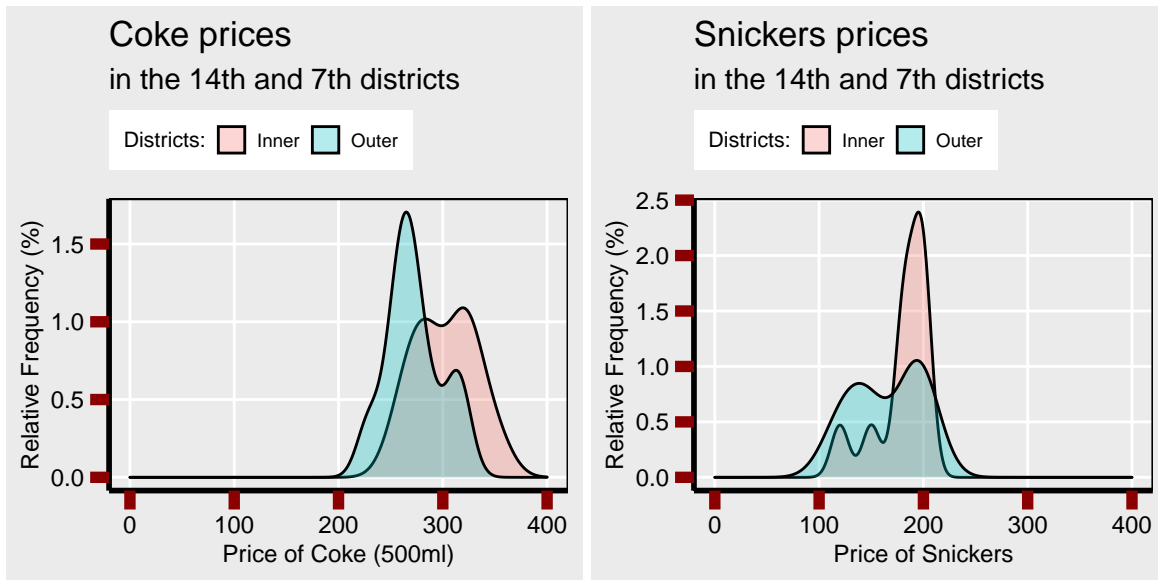 Coke prices
in the 14th and 7th districts
Districts: Inner Outer
Relative Frequency (%)
1.5
1.0
0.5
0.0
0 100 200 300 400
Price of Coke (500ml)
Snickers prices
in the 14th and 7th districts
Districts: Inner Outer
Relative Frequency (%)
2.5
2.0
1.5
1.0
0.5
0.0
0 100 200 300 400
Price of Snickers